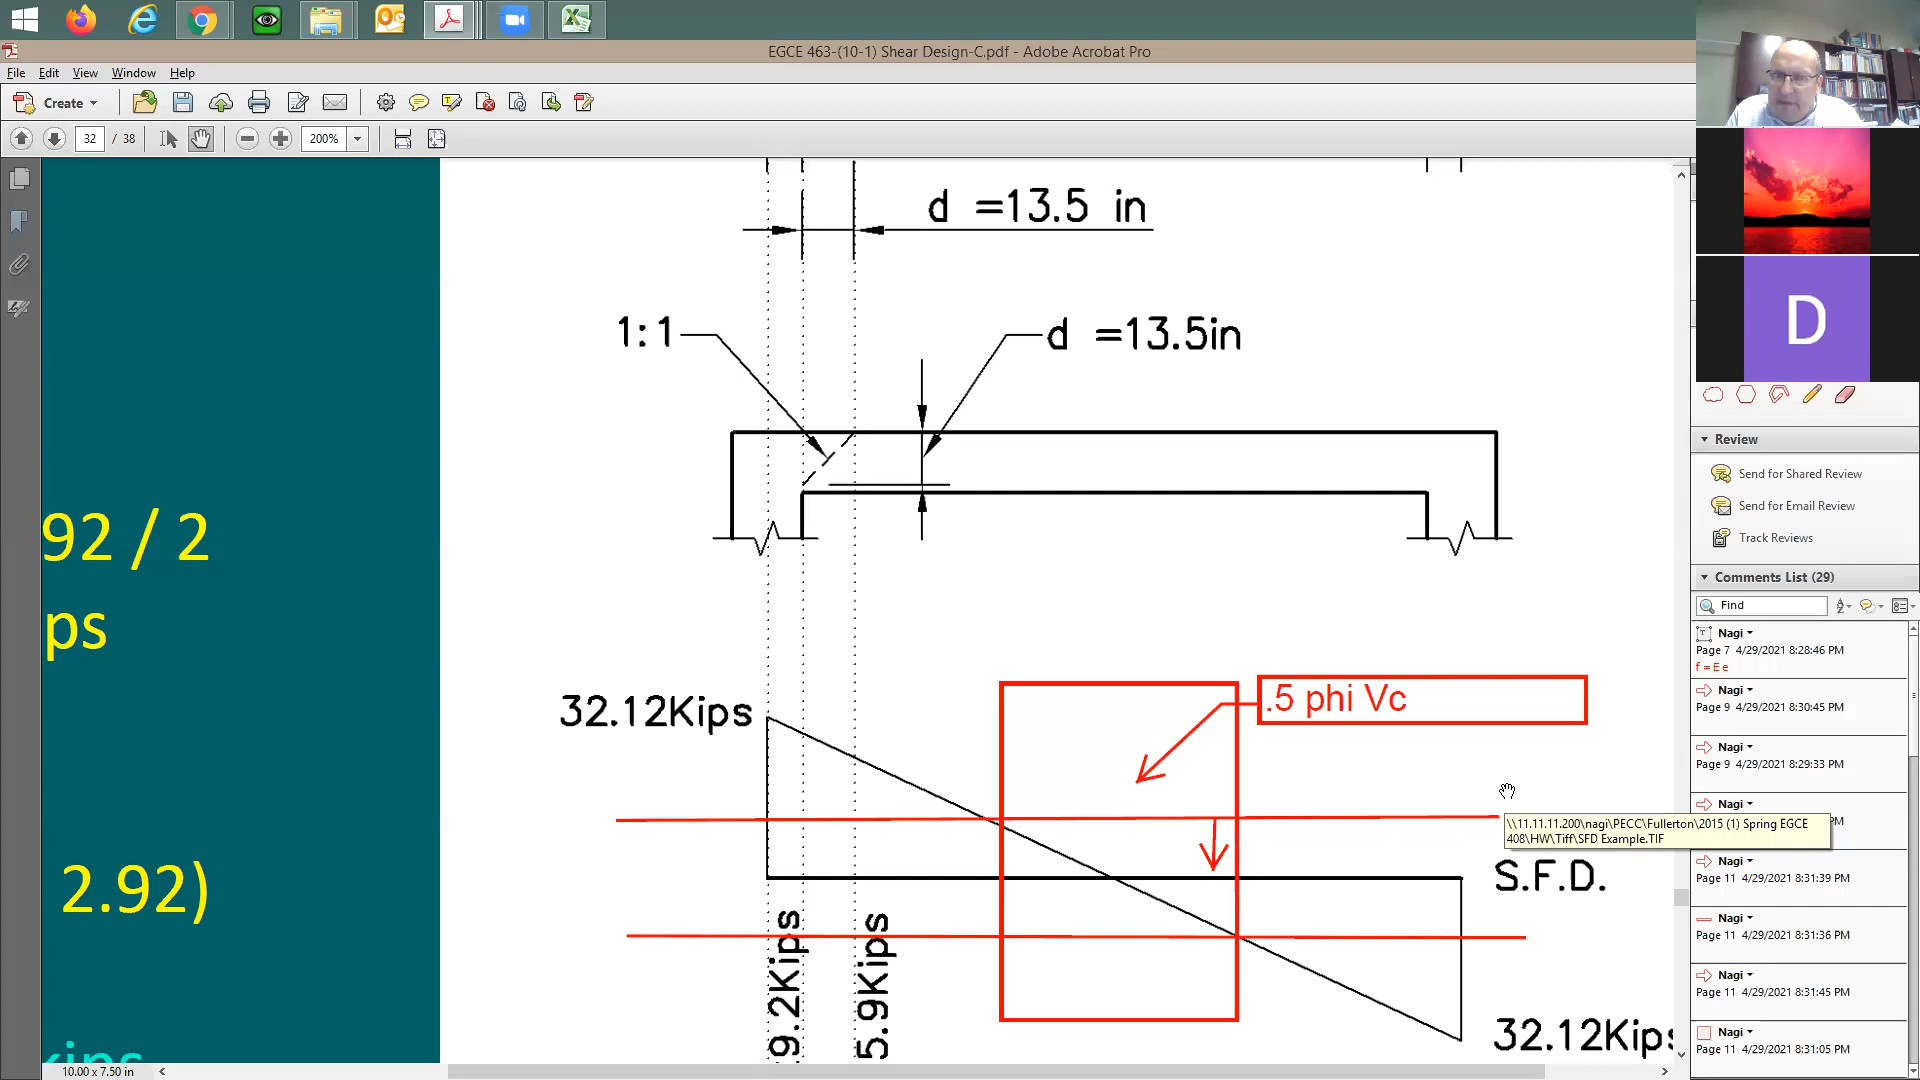 EGCE 463-(10-1) Shear Design-C.pdf - Adobe Acrobat Pro
File Edit View Window Help
Create
32 / 38 200%
d =13.5 in
1:1
d =13.5in
92 / 2
ps
2.92)
kips
32.12Kips
.5 phi Vc
S.F.D.
9.2Kips
5.9Kips
32.12Kips
10.00 x 7.50 in
\\11.11.11.200\nagi\PECC\Fullerton\2015 (1) Spring EGCE
408\HW\Tiff\SFD Example.TIF
D
Review
Send for Shared Review
Send for Email Review
Track Reviews
Comments List (29)
Find
Nagi
Page 7 4/29/2021 8:28:46 PM
f = E e
Nagi
Page 9 4/29/2021 8:30:45 PM
Nagi
Page 9 4/29/2021 8:29:33 PM
Nagi
PM
Nagi
Page 11 4/29/2021 8:31:39 PM
Nagi
Page 11 4/29/2021 8:31:36 PM
Nagi
Page 11 4/29/2021 8:31:45 PM
Nagi
Page 11 4/29/2021 8:31:05 PM